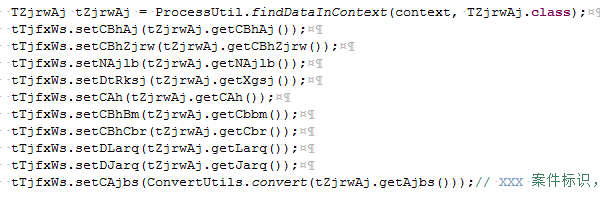 TZjrwAj tZjrwAj = ProcessUtil.findDataInContext(context, TZjrwAj.class);¤¶
tTjfxWs.setCBhAj(tZjrwAj.getCBhAj());¤¶
tTjfxWs.setCBhZjrw(tZjrwAj.getCBhZjrw());¤¶
tTjfxWs.setNAjlb(tZjrwAj.getNAjlb());¤¶
tTjfxWs.setDtRksj(tZjrwAj.getXgsj());¤¶
tTjfxWs.setCAh(tZjrwAj.getCAh());¤¶
tTjfxWs.setCBhBm(tZjrwAj.getCbbm());¤¶
tTjfxWs.setCBhCbr(tZjrwAj.getCbr());¤¶
tTjfxWs.setDLarq(tZjrwAj.getLarq());¤¶
tTjfxWs.setDJarq(tZjrwAj.getJarq());¤¶
tTjfxWs.setCAjbs(ConvertUtils.convert(tZjrwAj.getAjbs()));// XXX 案件标识，